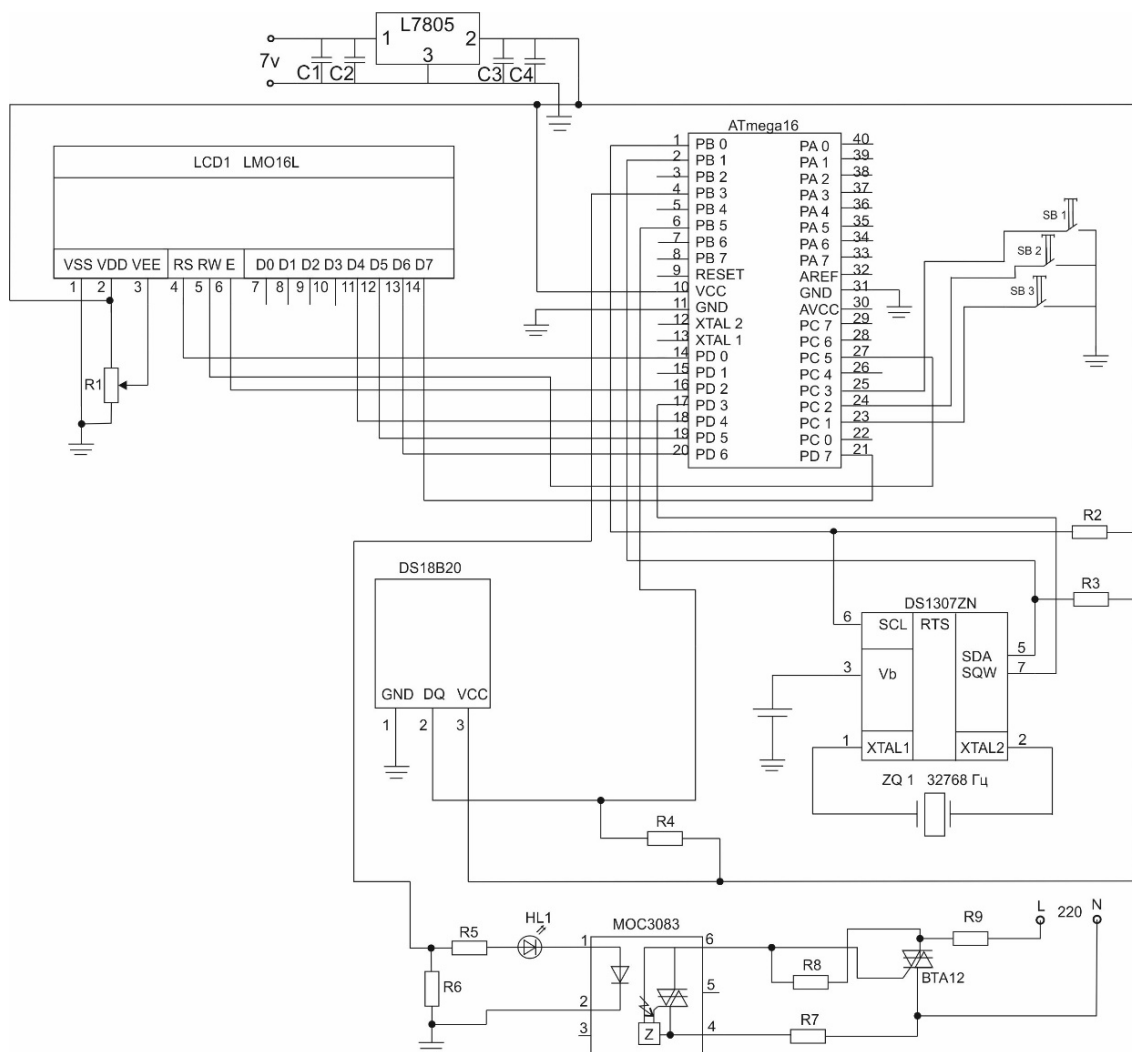 L7805
1 2
3
7v
C1 C2 C3 C4
ATmega16
1 PB 0 PA 0 40
2 PB 1 PA 1 39
3 PB 2 PA 2 38
4 PB 3 PA 3 37
5 PB 4 PA 4 36
6 PB 5 PA 5 35
7 PB 6 PA 6 34
8 PB 7 PA 7 33
9 RESET AREF 32
10 VCC GND 31
11 GND AVCC 30
12 XTAL 2 PC 7 29
13 XTAL 1 PC 6 28
14 PD 0 PC 5 27
15 PD 1 PC 4 26
16 PD 2 PC 3 25
17 PD 3 PC 2 24
18 PD 4 PC 1 23
19 PD 5 PC 0 22
20 PD 6 PD 7 21
LCD1 LMO16L
VSS VDD VEE RS RW E D0 D1 D2 D3 D4 D5 D6 D7
1 2 3 4 5 6 7 8 9 10 11 12 13 14
SB 1
SB 2
SB 3
R1
R2
R3
DS18B20
GND DQ VCC
1 2 3
DS1307ZN
6 SCL RTS
SDA 5
3 Vb SQW 7
1 XTAL1 XTAL2 2
ZQ 1 32768 Гц
R4
HL1
R5
R6
MOC3083
1 6
2 5
3 4
Z
R8
R7
R9
BTA12
L 220 N